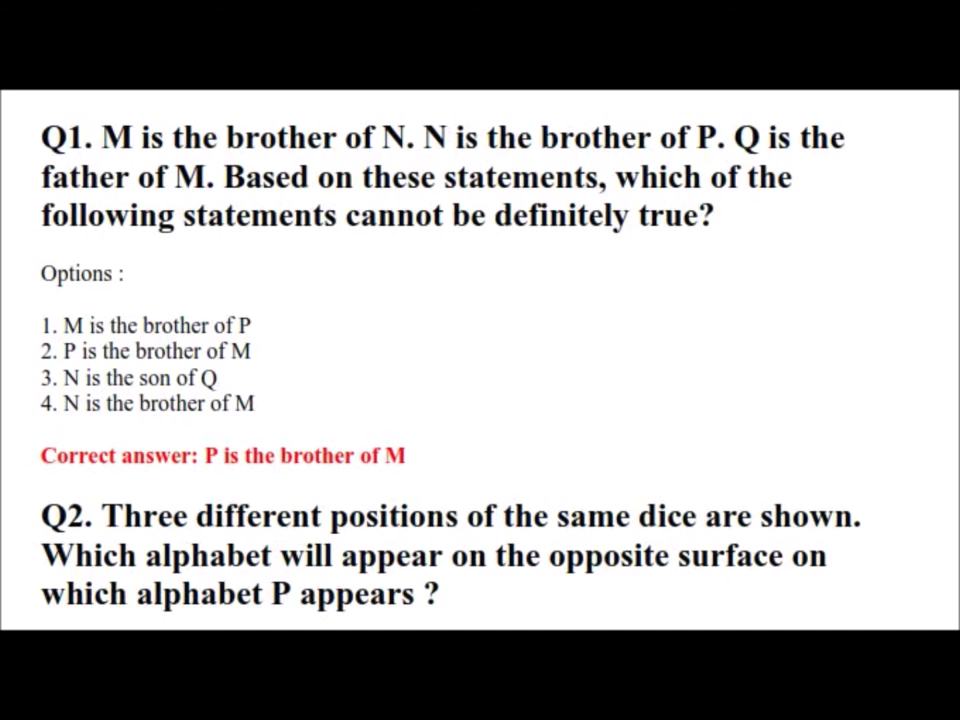 Q1. M is the brother of N. N is the brother of P. Q is the
father of M. Based on these statements, which of the
following statements cannot be definitely true?
Options :
1. M is the brother of P
2. P is the brother of M
3. N is the son of Q
4. N is the brother of M
Correct answer: P is the brother of M
Q2. Three different positions of the same dice are shown.
Which alphabet will appear on the opposite surface on
which alphabet P appears ?